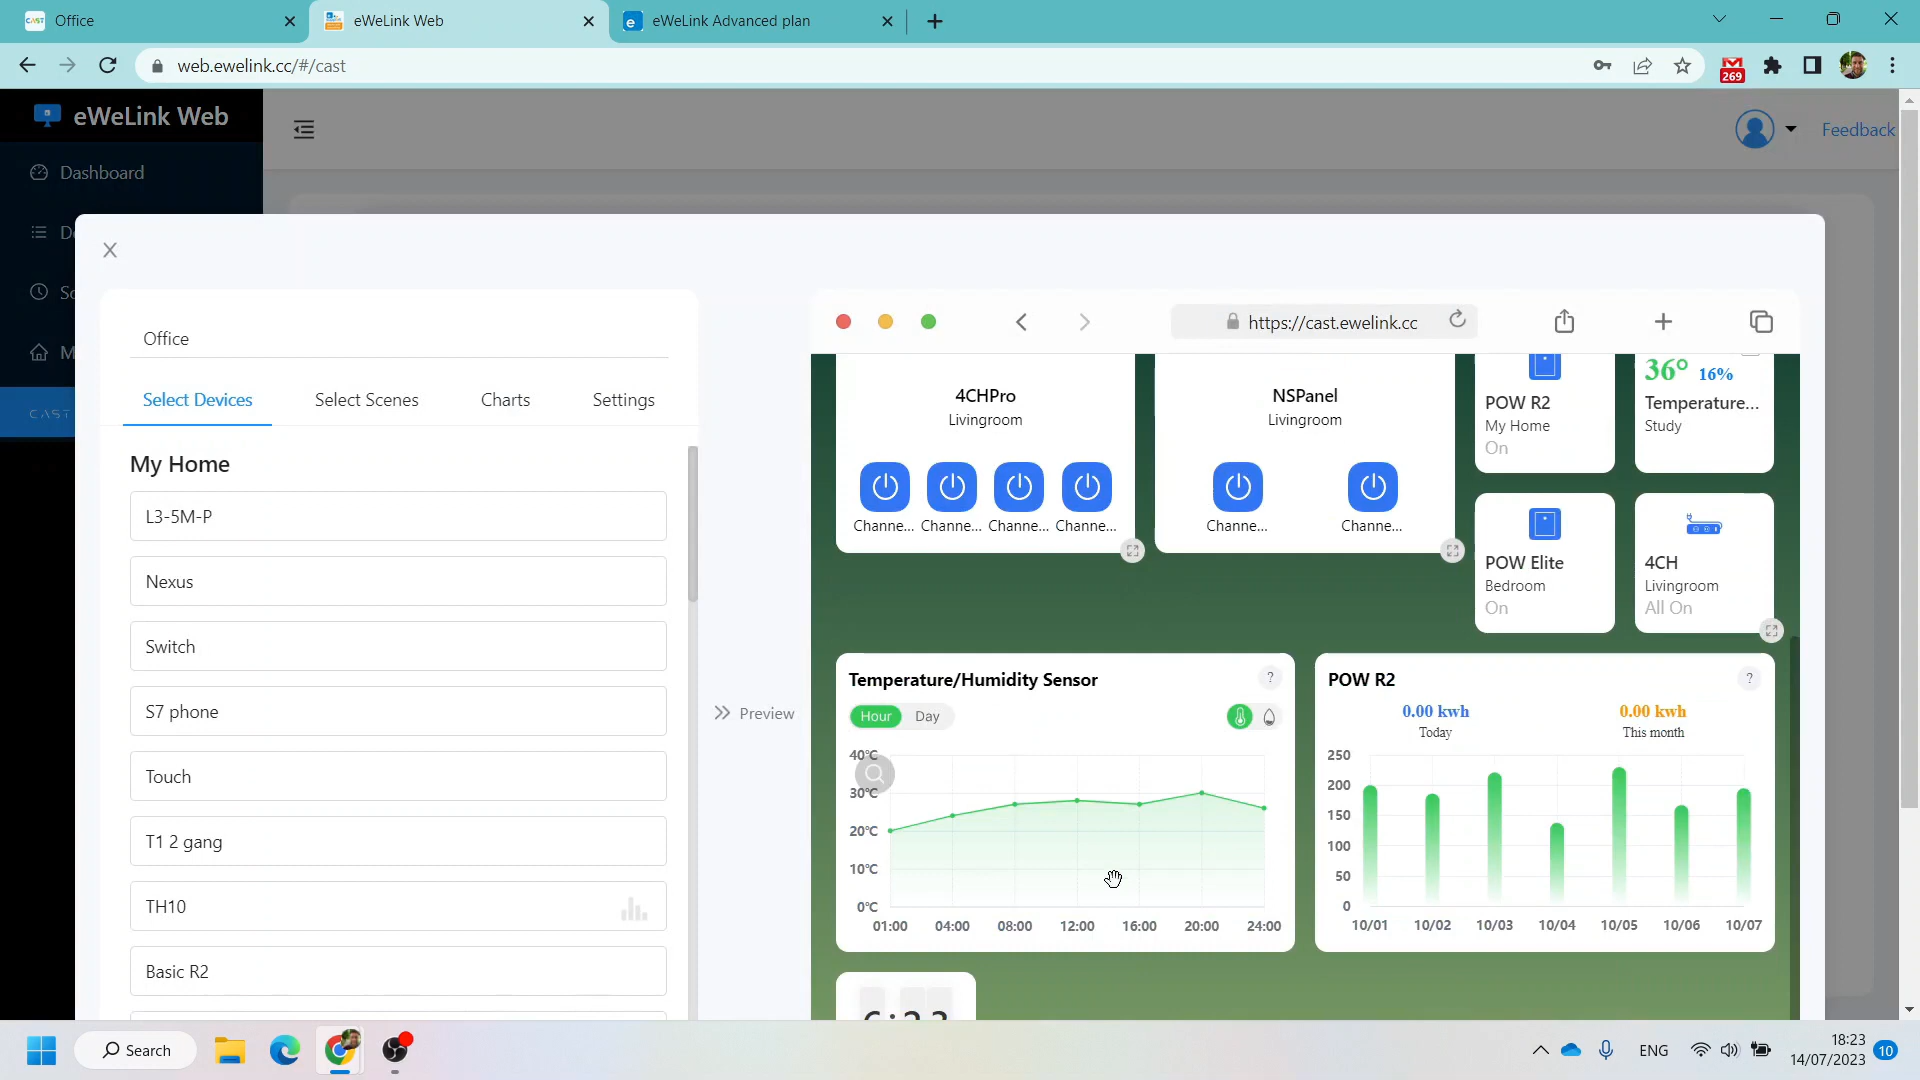 Office
eWeLink Web
eWeLink Advanced plan
web.ewelink.cc/#/cast
269
eWeLink Web
Feedback
Dashboard
CAST
Office
Select Devices
Select Scenes
Charts
Settings
My Home
L3-5M-P
Nexus
Switch
S7 phone
Touch
T1 2 gang
TH10
Basic R2
Preview
https://cast.ewelink.cc
4CHPro
Livingroom
Channe...
Channe...
Channe...
Channe...
NSPanel
Livingroom
Channe...
Channe...
POW R2
My Home
On
36° 16%
Temperature...
Study
POW Elite
Bedroom
On
4CH
Livingroom
All On
Temperature/Humidity Sensor
?
Hour
Day
40°C
30°C
20°C
10°C
0°C
01:00
04:00
08:00
12:00
16:00
20:00
24:00
POW R2
?
0.00 kwh
Today
0.00 kwh
This month
250
200
150
100
50
0
10/01
10/02
10/03
10/04
10/05
10/06
10/07
Search
ENG
18:23
14/07/2023
10